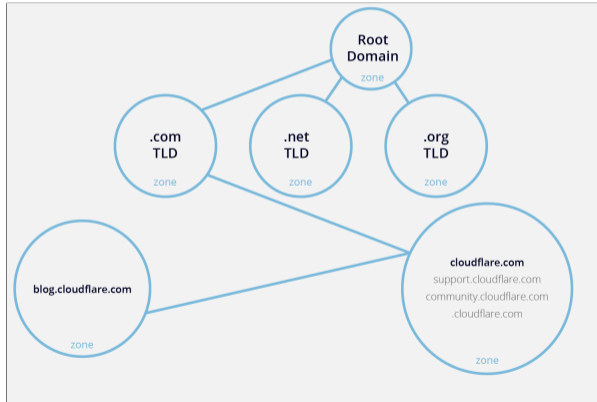 Root
Domain
zone
.com
TLD
zone
.net
TLD
zone
.org
TLD
zone
blog.cloudflare.com
zone
cloudflare.com
support.cloudflare.com
community.cloudflare.com
.cloudflare.com
zone